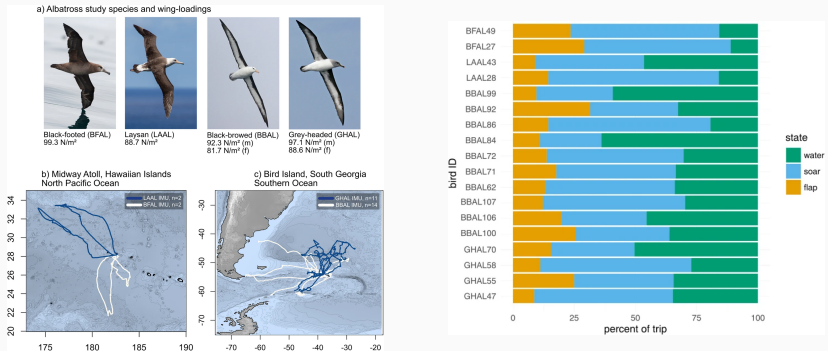 a) Albatross study species and wing-loadings
Black-footed (BFAL)
99.3 N/m²
Laysan (LAAL)
88.7 N/m²
Black-browed (BBAL)
92.3 N/m² (m)
81.7 N/m² (f)
Grey-headed (GHAL)
97.1 N/m² (m)
88.6 N/m² (f)
b) Midway Atoll, Hawaiian Islands
North Pacific Ocean
LAAL IMU, n=2
BFAL IMU, n=2
34
32
30
28
26
24
22
20
175
180
185
190
c) Bird Island, South Georgia
Southern Ocean
GHAL IMU, n=11
BBAL IMU, n=14
-30
-40
-50
-60
-70
-70
-60
-50
-40
-30
-20
bird ID
BFAL49
BFAL27
LAAL43
LAAL28
BBAL99
BBAL92
BBAL86
BBAL84
BBAL72
BBAL71
BBAL62
BBAL107
BBAL106
BBAL100
GHAL70
GHAL58
GHAL55
GHAL47
0
25
50
75
100
percent of trip
state
water
soar
flap